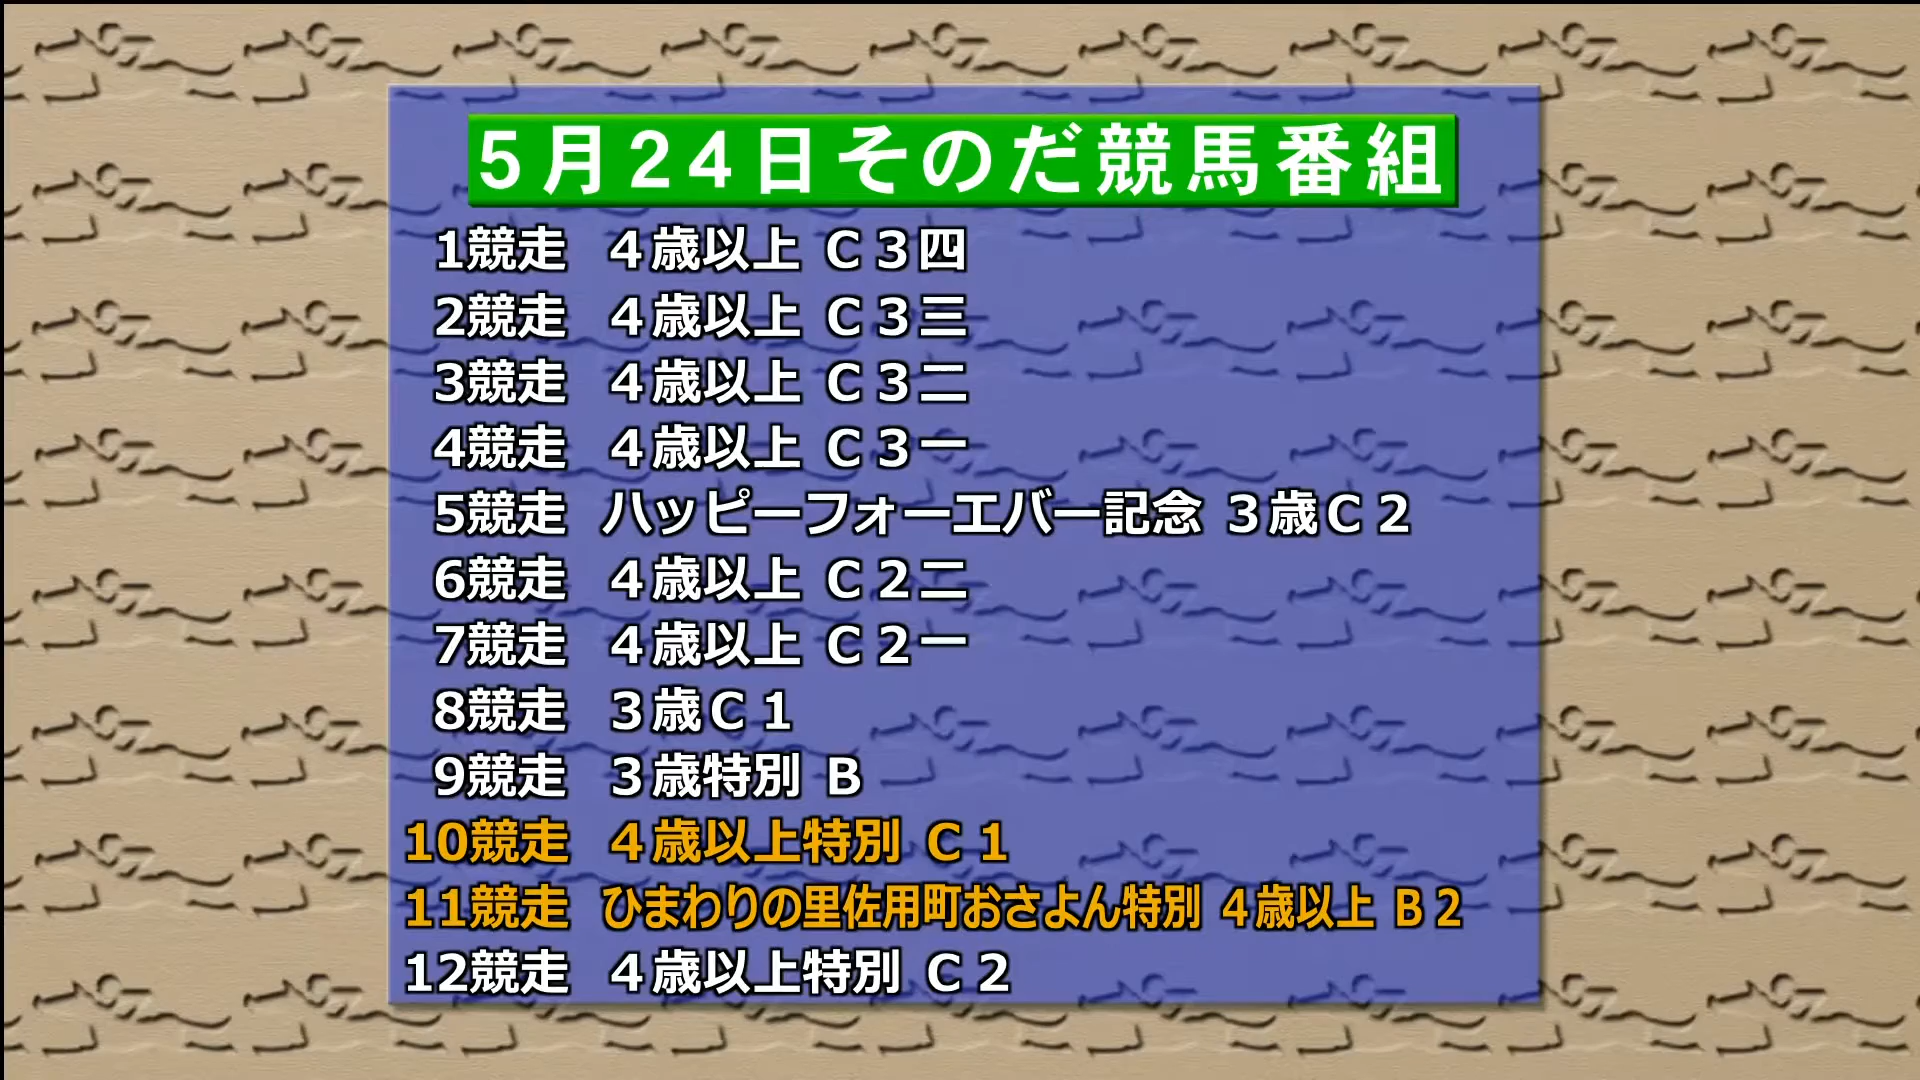 5月24日そのだ競馬番組
1競走 4歳以上 C3四
2競走 4歳以上 C3三
3競走 4歳以上 C3二
4競走 4歳以上 C3一
5競走 ハッピーフォーエバー記念 3歳C2
6競走 4歳以上 C2二
7競走 4歳以上 C2一
8競走 3歳C1
9競走 3歳特別 B
10競走 4歳以上特別 C1
11競走 ひまわりの里佐用町おさよん特別 4歳以上 B2
12競走 4歳以上特別 C2